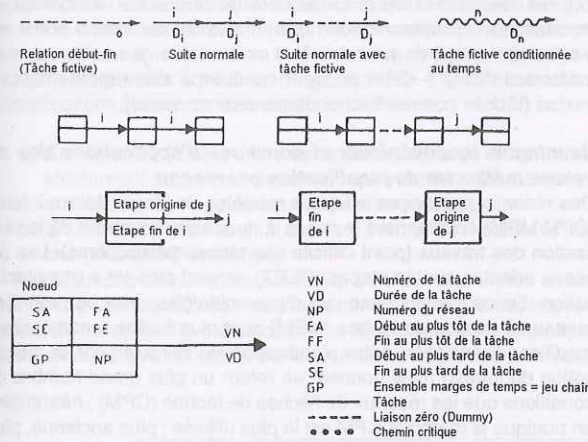 o
i
Di
i
Di
j
Dj
i
Di
j
Dj
n
Dn
Relation début-fin
(Tâche fictive)
Suite normale
Suite normale avec
tâche fictive
Tâche fictive conditionnée
au temps
i
j
i
j
i
Etape origine de j
Etape fin de i
j
i
Etape
fin
de i
Etape
origine
de j
j
Noeud
SA
SE
FA
FE
NP
VN
VD
VN Numéro de la tâche
VD Durée de la tâche
NP Numéro du réseau
FA Début au plus tôt de la tâche
FF Fin au plus tôt de la tâche
SA Début au plus tard de la tâche
SE Fin au plus tard de la tâche
GP Ensemble marges de temps = jeu chaîne
Tâche
Liaison zéro (Dummy)
Chemin critique